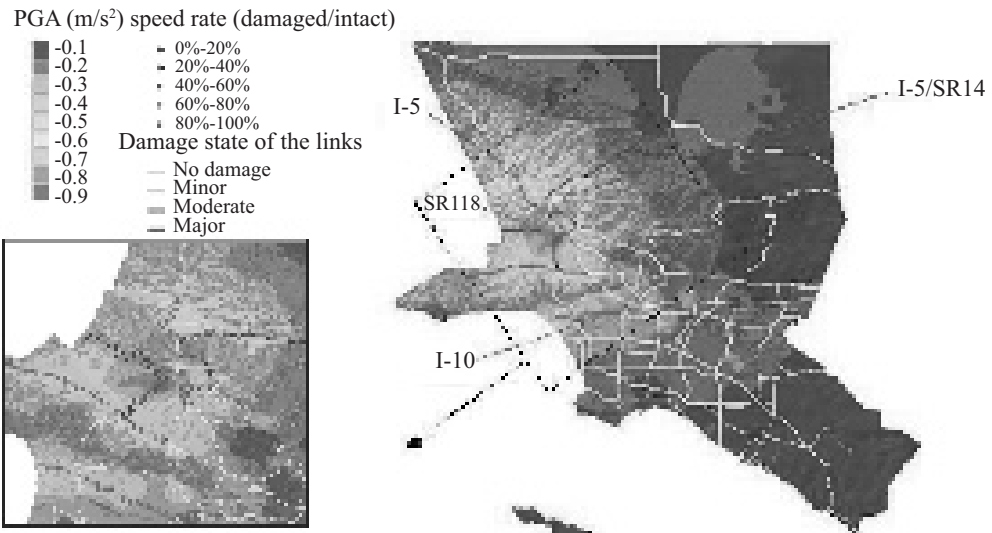 PGA (m/s²) speed rate (damaged/intact)
-0.1
-0.2
-0.3
-0.4
-0.5
-0.6
-0.7
-0.8
-0.9
0%-20%
20%-40%
40%-60%
60%-80%
80%-100%
Damage state of the links
No damage
Minor
Moderate
Major
I-5
I-5/SR14
SR118
I-10